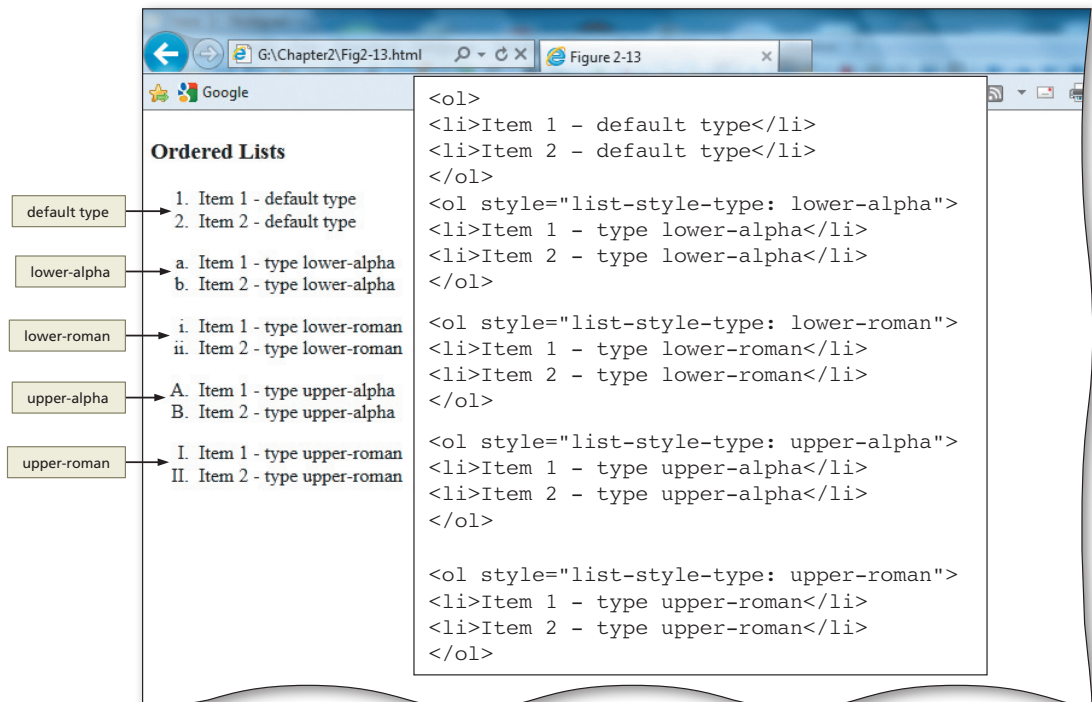 G:\Chapter2\Fig2-13.html
Figure 2-13
Google
Ordered Lists
default type
1. Item 1 - default type
2. Item 2 - default type
lower-alpha
a. Item 1 - type lower-alpha
b. Item 2 - type lower-alpha
lower-roman
i. Item 1 - type lower-roman
ii. Item 2 - type lower-roman
upper-alpha
A. Item 1 - type upper-alpha
B. Item 2 - type upper-alpha
upper-roman
I. Item 1 - type upper-roman
II. Item 2 - type upper-roman
<ol>
<li>Item 1 – default type</li>
<li>Item 2 – default type</li>
</ol>
<ol style="list-style-type: lower-alpha">
<li>Item 1 - type lower-alpha</li>
<li>Item 2 - type lower-alpha</li>
</ol>
<ol style="list-style-type: lower-roman">
<li>Item 1 - type lower-roman</li>
<li>Item 2 - type lower-roman</li>
</ol>
<ol style="list-style-type: upper-alpha">
<li>Item 1 - type upper-alpha</li>
<li>Item 2 - type upper-alpha</li>
</ol>
<ol style="list-style-type: upper-roman">
<li>Item 1 - type upper-roman</li>
<li>Item 2 - type upper-roman</li>
</ol>